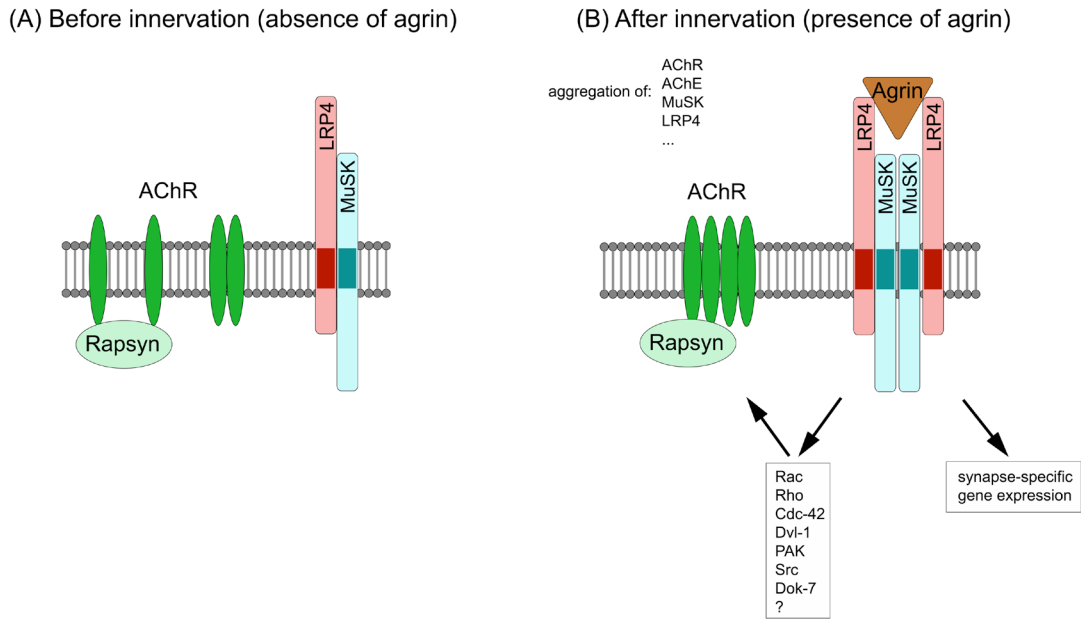 (A) Before innervation (absence of agrin)
LRP4
MuSK
AChR
Rapsyn
(B) After innervation (presence of agrin)
aggregation of:
AChR
AChE
MuSK
LRP4
...
Agrin
LRP4
MuSK
MuSK
LRP4
AChR
Rapsyn
Rac
Rho
Cdc-42
Dvl-1
PAK
Src
Dok-7
?
synapse-specific
gene expression